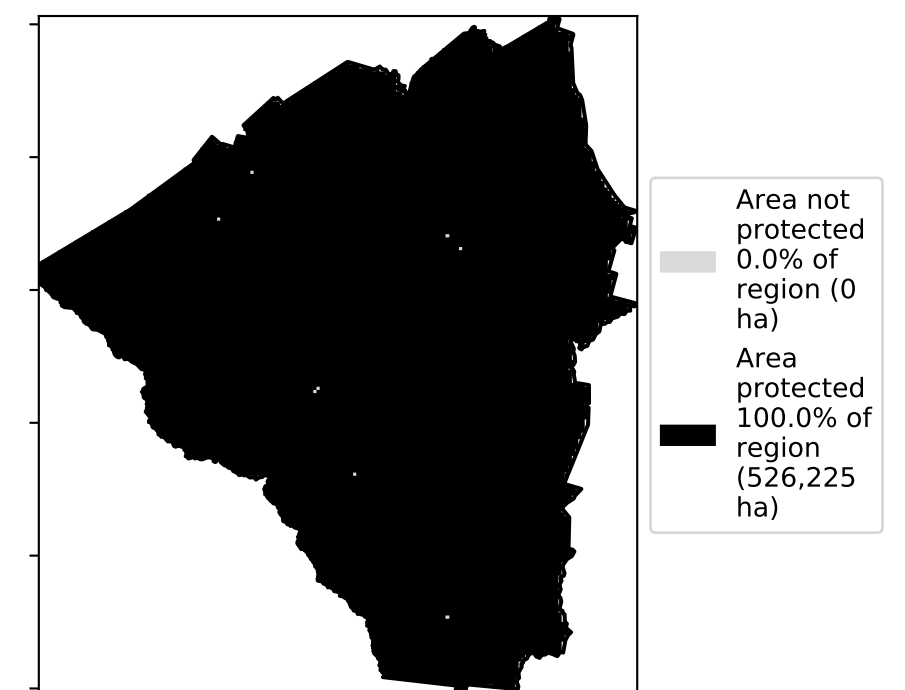 Area not
protected
0.0% of
region (0
ha)
Area
protected
100.0% of
region
(526,225
ha)